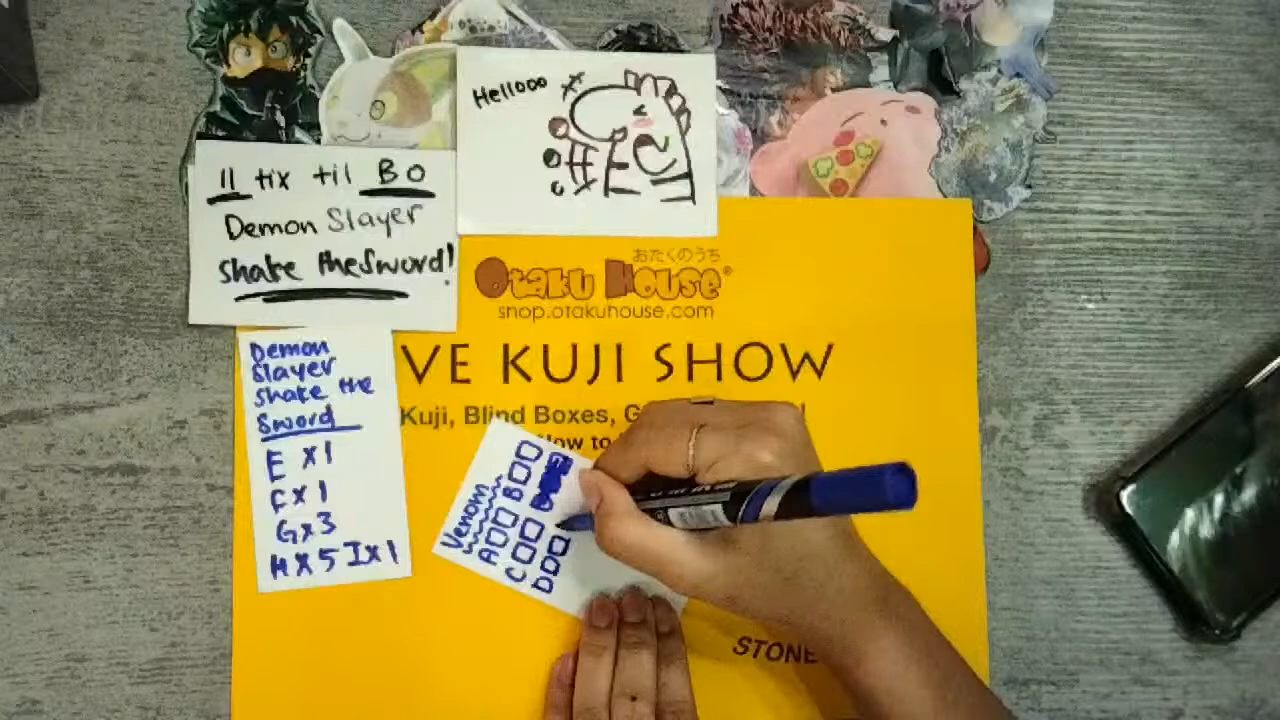 Hellooo
11 tix til BO
Demon Slayer
Shake the Sword!
おたくのうち
OTAKU HOUSE®
shop.otakuhouse.com
VE KUJI SHOW
Kuji, Blind Boxes, G
How to
Demon
Slayer
Shake the
Sword
E X1
F X1
G X3
H X5 I X1
Venom
A
B
C
D
STONE